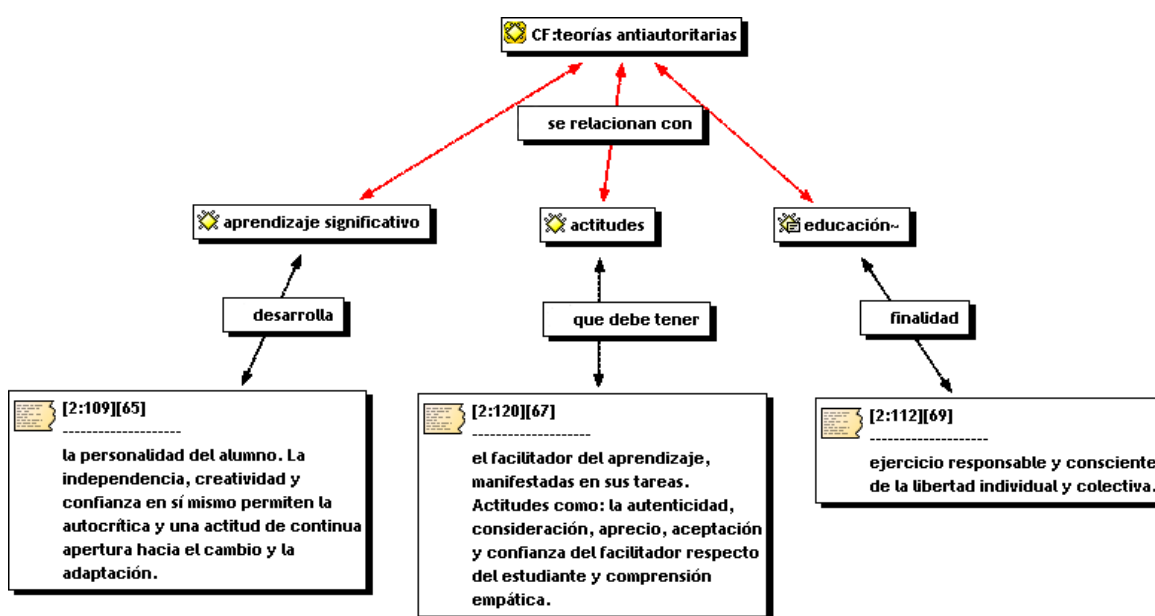 CF:teorías antiautoritarias
se relacionan con
aprendizaje significativo
actitudes
educación~
desarrolla
que debe tener
finalidad
[2:109][65]
--------------------
la personalidad del alumno. La
independencia, creatividad y
confianza en sí mismo permiten la
autocrítica y una actitud de continua
apertura hacia el cambio y la
adaptación.
[2:120][67]
--------------------
el facilitador del aprendizaje,
manifestadas en sus tareas.
Actitudes como: la autenticidad,
consideración, aprecio, aceptación
y confianza del facilitador respecto
del estudiante y comprensión
empática.
[2:112][69]
--------------------
ejercicio responsable y consciente
de la libertad individual y colectiva.